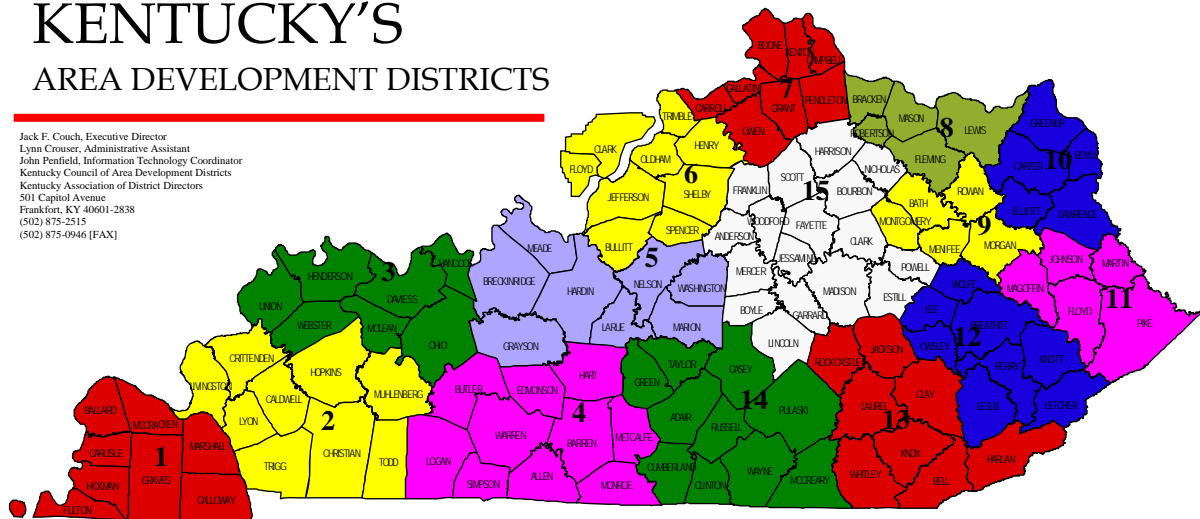 KENTUCKY'S
AREA DEVELOPMENT DISTRICTS
Jack F. Couch, Executive Director
Lynn Crouser, Administrative Assistant
John Penfield, Information Technology Coordinator
Kentucky Council of Area Development Districts
Kentucky Association of District Directors
501 Capitol Avenue
Frankfort, KY 40601-2838
(502) 875-2515
(502) 875-0946 [FAX]
BOONE
KENTON
CAMPBELL
7
GALLATIN
CARROLL
GRANT
PENDLETON
OWEN
BRACKEN
MASON
ROBERTSON
8
LEWIS
FLEMING
GREENUP
CARTER
10
BOYD
ELLIOTT
LAWRENCE
TRIMBLE
CLARK
FLOYD
OLDHAM
HENRY
6
JEFFERSON
SHELBY
SPENCER
BULLITT
HARRISON
NICHOLAS
SCOTT
15
FRANKLIN
BOURBON
WOODFORD
FAYETTE
ANDERSON
CLARK
JESSAMINE
MERCER
POWELL
MADISON
ESTILL
BOYLE
GARRARD
LINCOLN
ROWAN
BATH
MONTGOMERY
9
MENIFEE
MORGAN
JOHNSON
MARTIN
MAGOFFIN
11
FLOYD
PIKE
MEADE
BRECKINRIDGE
5
HARDIN
NELSON
WASHINGTON
LARUE
MARION
GRAYSON
HANCOCK
HENDERSON
3
DAVIESS
UNION
WEBSTER
MCLEAN
OHIO
WOLFE
LEE
BREATHITT
OWSLEY
12
PERRY
KNOTT
LESLIE
LETCHER
CRITTENDEN
LIVINGSTON
HOPKINS
CALDWELL
MUHLENBERG
LYON
2
CHRISTIAN
TRIGG
TODD
BUTLER
EDMONSON
HART
4
WARREN
BARREN
METCALFE
LOGAN
SIMPSON
ALLEN
MONROE
TAYLOR
CASEY
GREEN
14
ADAIR
PULASKI
RUSSELL
CUMBERLAND
WAYNE
CLINTON
MCCREARY
ROCKCASTLE
JACKSON
CLAY
LAUREL
13
KNOX
WHITLEY
BELL
HARLAN
BALLARD
MCCRACKEN
MARSHALL
CARLISLE
1
GRAVES
HICKMAN
FULTON
CALLOWAY